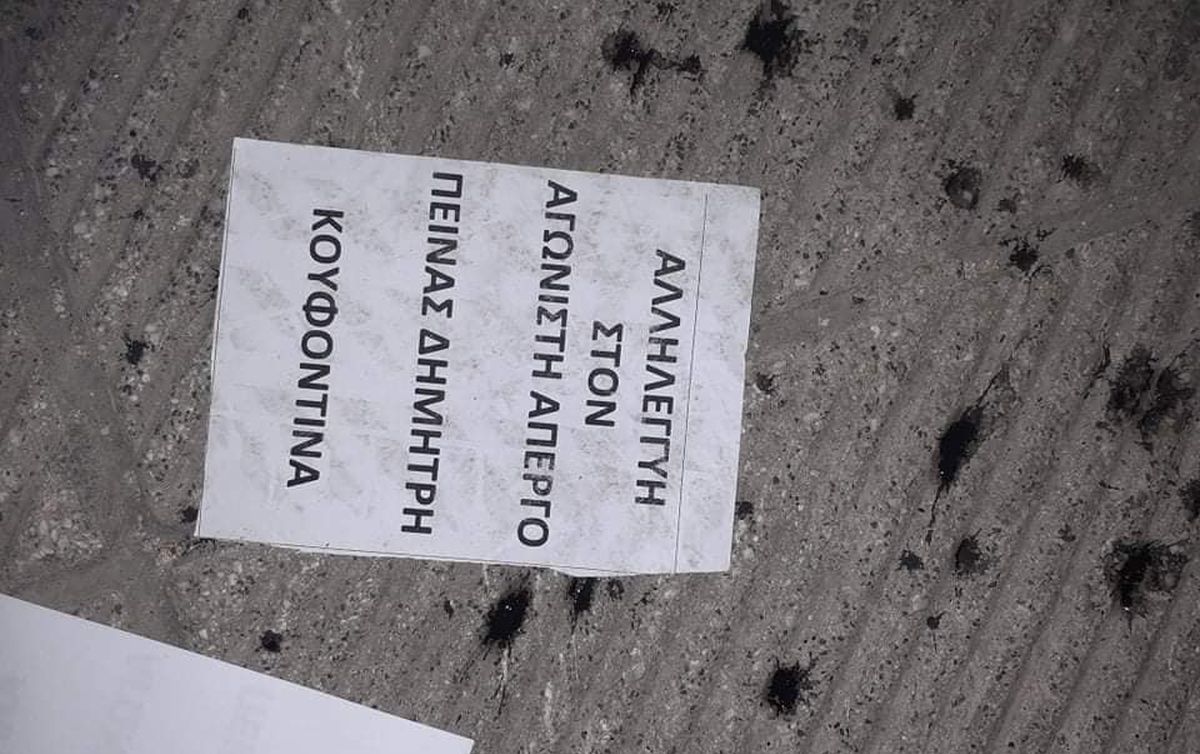 ΑΛΛΗΛΕΓΓΥΗ
ΣΤΟΝ
ΑΓΩΝΙΣΤΗ ΑΠΕΡΓΟ
ΠΕΙΝΑΣ ΔΗΜΗΤΡΗ
ΚΟΥΦΟΝΤΙΝΑ